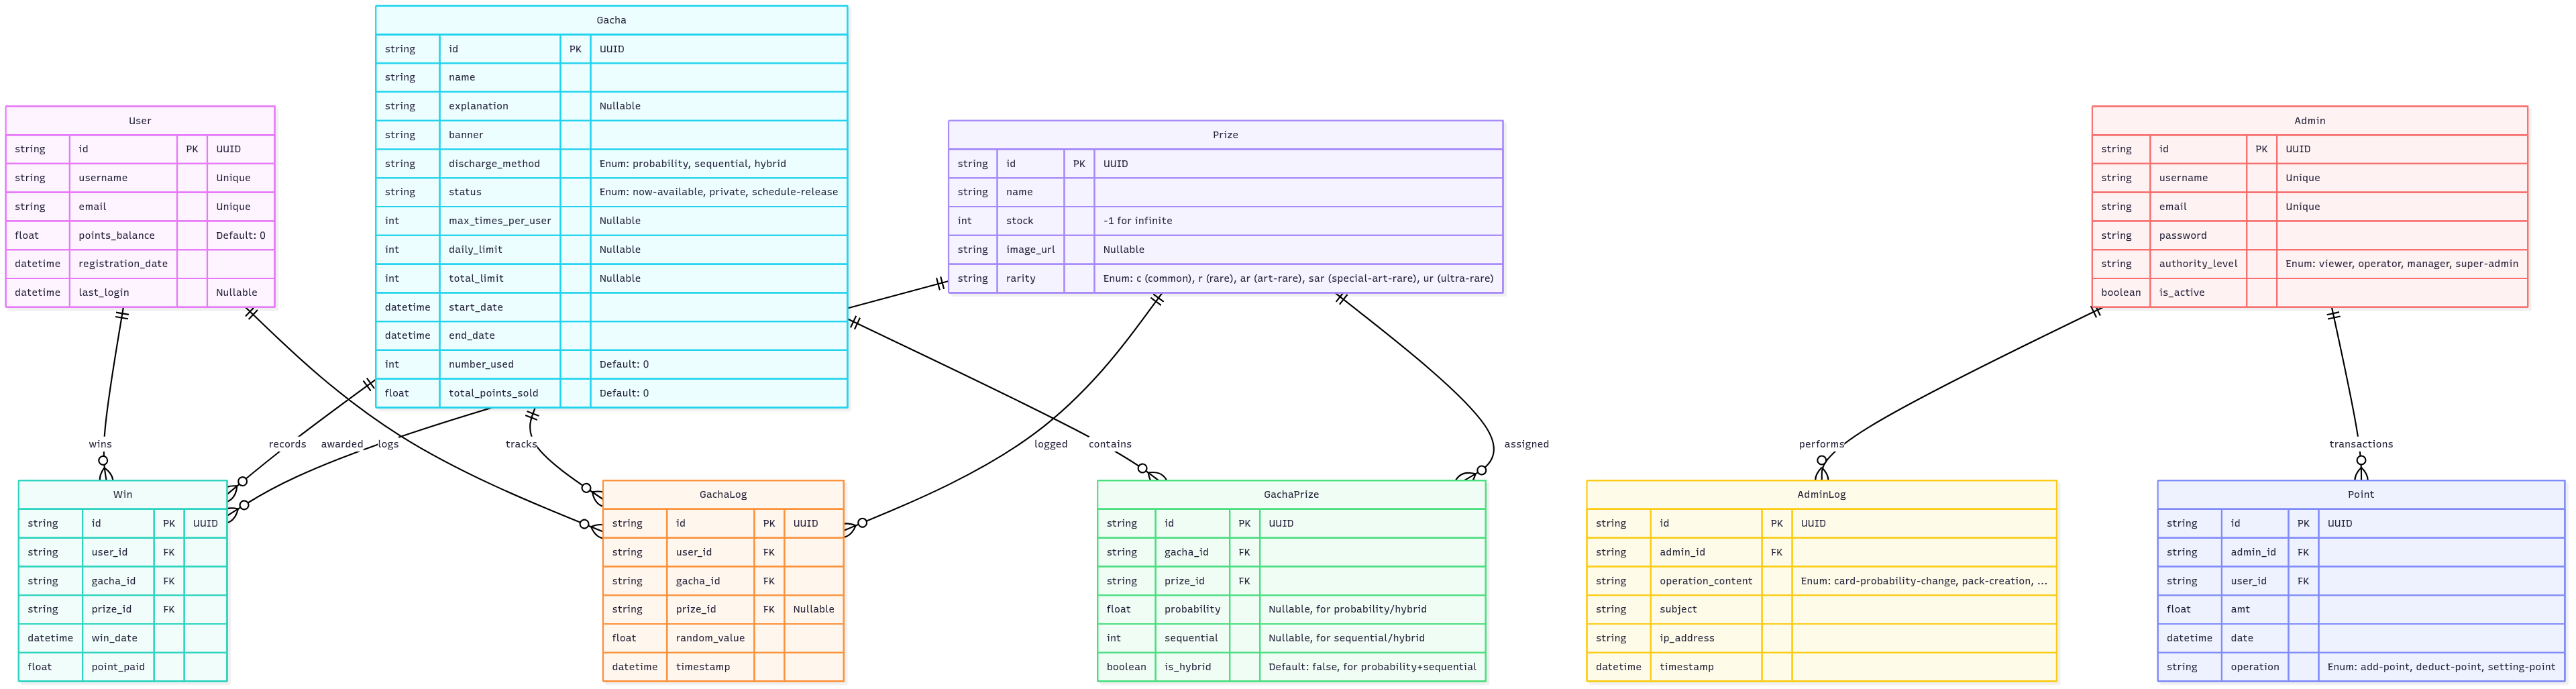 Gacha
string id PK UUID
string name
string explanation Nullable
string banner
string discharge_method Enum: probability, sequential, hybrid
string status Enum: now-available, private, schedule-release
int max_times_per_user Nullable
int daily_limit Nullable
int total_limit Nullable
datetime start_date
datetime end_date
int number_used Default: 0
float total_points_sold Default: 0
User
string id PK UUID
string username Unique
string email Unique
float points_balance Default: 0
datetime registration_date
datetime last_login Nullable
Prize
string id PK UUID
string name
int stock -1 for infinite
string image_url Nullable
string rarity Enum: c (common), r (rare), ar (art-rare), sar (special-art-rare), ur (ultra-rare)
Admin
string id PK UUID
string username Unique
string email Unique
string password
string authority_level Enum: viewer, operator, manager, super-admin
boolean is_active
wins
records
awarded
logs
tracks
logged
contains
assigned
performs
transactions
Win
string id PK UUID
string user_id FK
string gacha_id FK
string prize_id FK
datetime win_date
float point_paid
GachaLog
string id PK UUID
string user_id FK
string gacha_id FK
string prize_id FK Nullable
float random_value
datetime timestamp
GachaPrize
string id PK UUID
string gacha_id FK
string prize_id FK
float probability Nullable, for probability/hybrid
int sequential Nullable, for sequential/hybrid
boolean is_hybrid Default: false, for probability+sequential
AdminLog
string id PK UUID
string admin_id FK
string operation_content Enum: card-probability-change, pack-creation, ...
string subject
string ip_address
datetime timestamp
Point
string id PK UUID
string admin_id FK
string user_id FK
float amt
datetime date
string operation Enum: add-point, deduct-point, setting-point